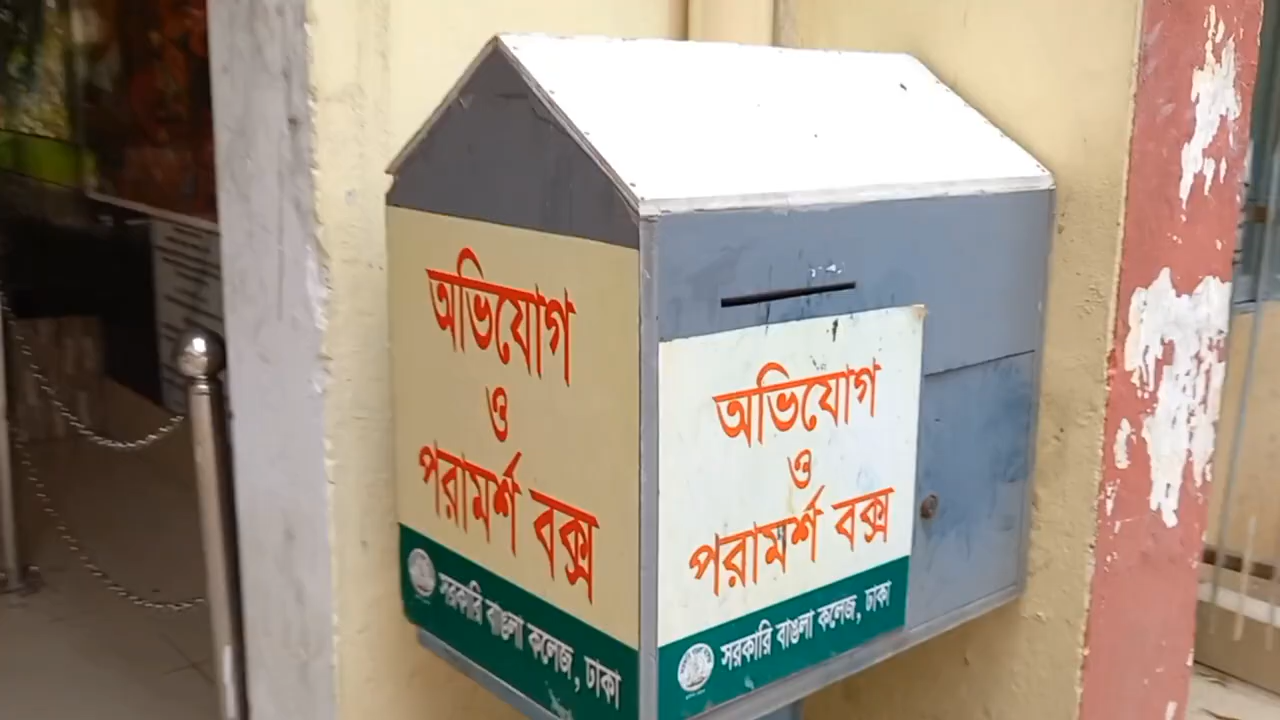 অভিযোগ
ও
পরামর্শ বক্স
সরকারি বাঙলা কলেজ, ঢাকা
অভিযোগ
ও
পরামর্শ বক্স
সরকারি বাঙলা কলেজ, ঢাকা